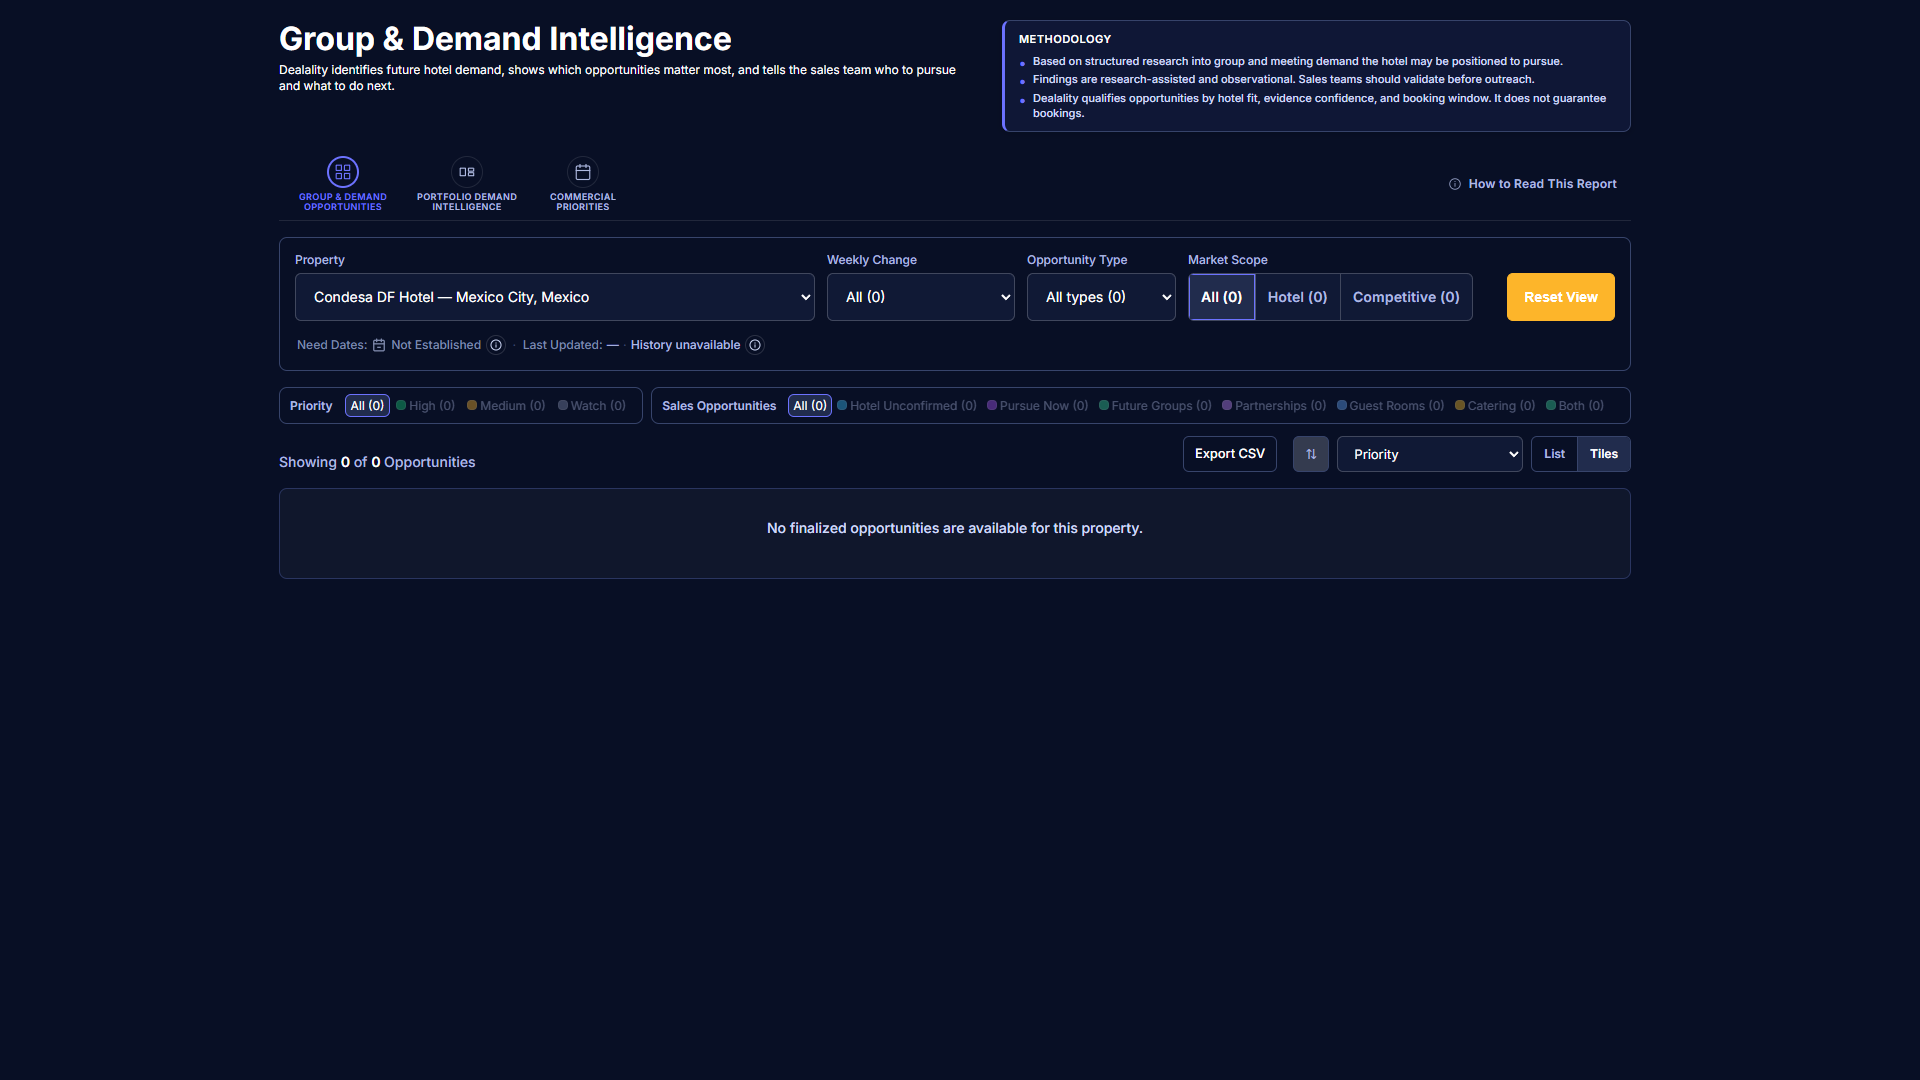 Group & Demand Intelligence
Dealality identifies future hotel demand, shows which opportunities matter most, and tells the sales team who to pursue
and what to do next.
METHODOLOGY
Based on structured research into group and meeting demand the hotel may be positioned to pursue.
Findings are research-assisted and observational. Sales teams should validate before outreach.
Dealality qualifies opportunities by hotel fit, evidence confidence, and booking window. It does not guarantee
bookings.
GROUP & DEMAND
OPPORTUNITIES
PORTFOLIO DEMAND
INTELLIGENCE
COMMERCIAL
PRIORITIES
How to Read This Report
Property
Weekly Change
Opportunity Type
Market Scope
Condesa DF Hotel — Mexico City, Mexico
All (0)
All types (0)
All (0)
Hotel (0)
Competitive (0)
Reset View
Need Dates: Not Established · Last Updated: — · History unavailable
Priority All (0) High (0) Medium (0) Watch (0)
Sales Opportunities All (0) Hotel Unconfirmed (0) Pursue Now (0) Future Groups (0) Partnerships (0) Guest Rooms (0) Catering (0) Both (0)
Showing 0 of 0 Opportunities
Export CSV
Priority
List
Tiles
No finalized opportunities are available for this property.